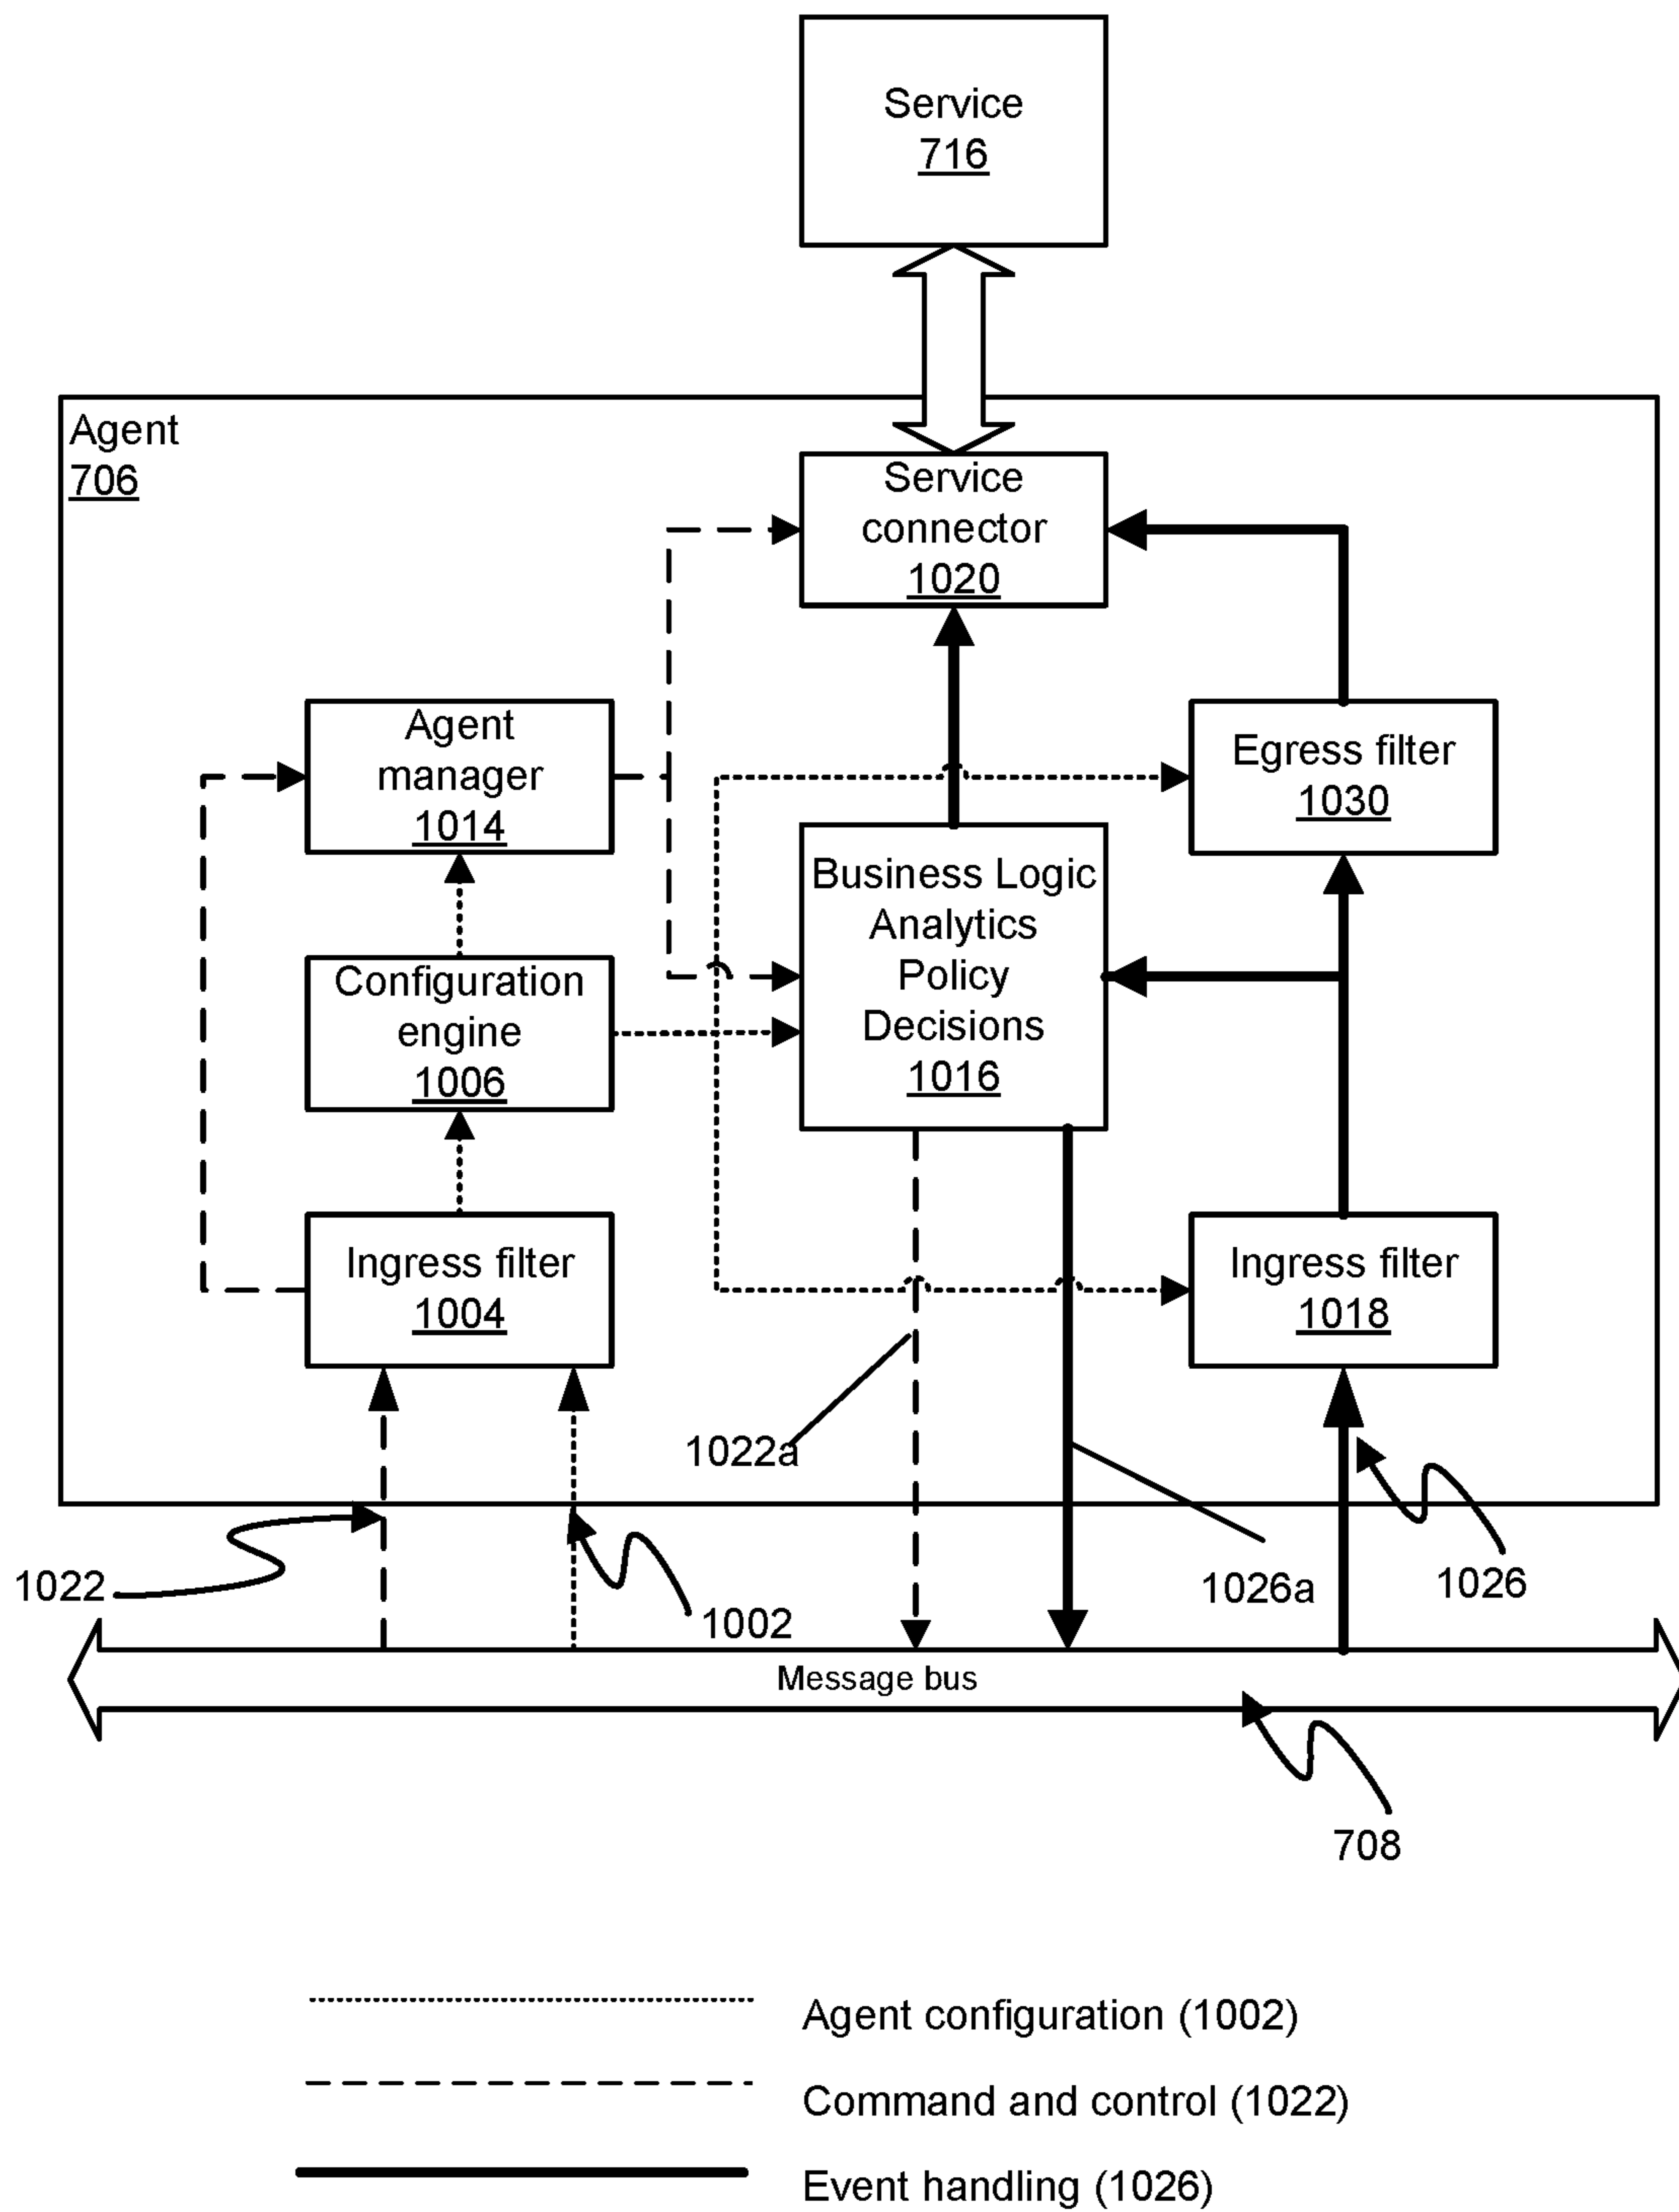 Service
716
Agent
706
Service
connector
1020
Agent
manager
1014
Egress filter
1030
Business Logic
Analytics
Policy
Decisions
1016
Configuration
engine
1006
Ingress filter
1004
Ingress filter
1018
1022a
1022
1002
1026a
1026
Message bus
708
Agent configuration (1002)
Command and control (1022)
Event handling (1026)